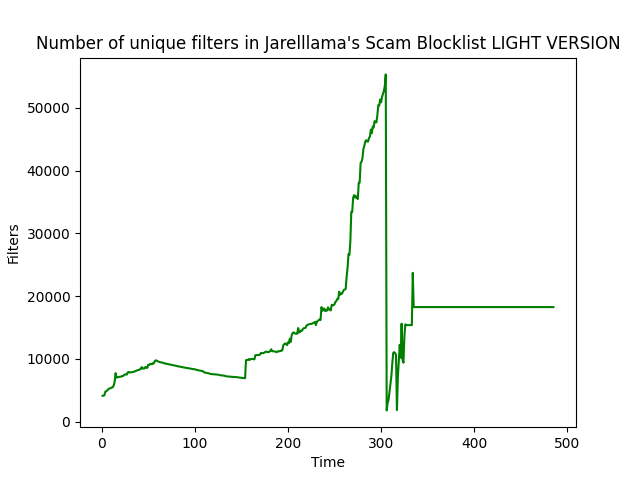 Number of unique filters in Jarelllama's Scam Blocklist LIGHT VERSION
50000
40000
30000
20000
10000
0
Filters
0 100 200 300 400 500
Time